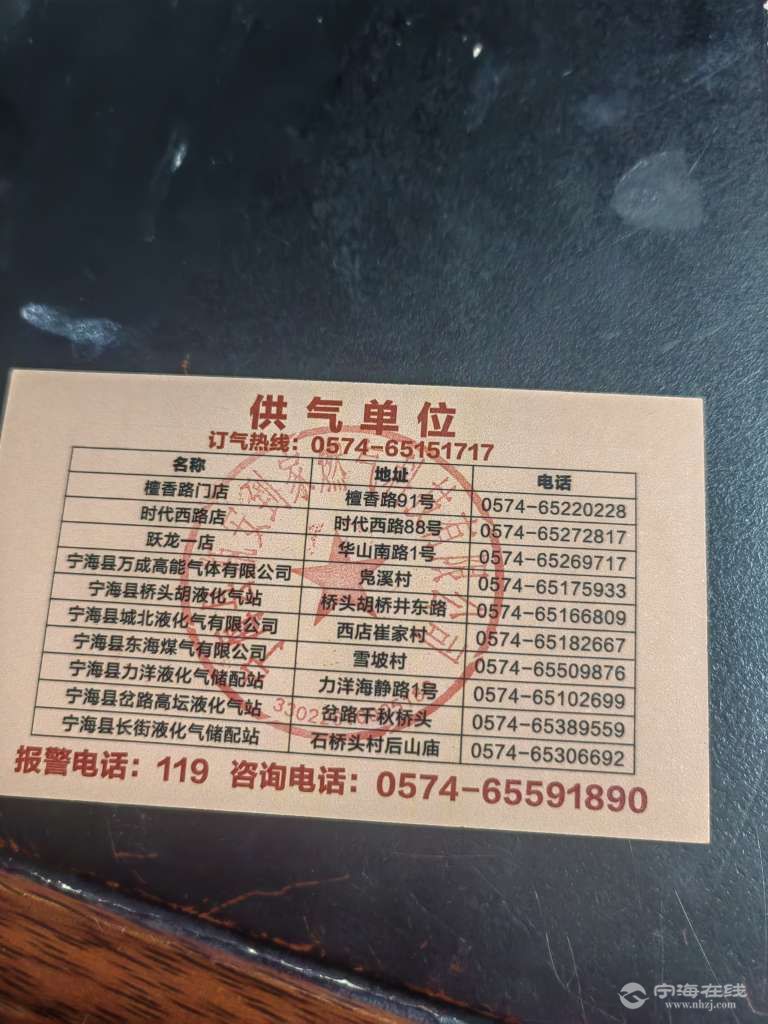 供气单位
订气热线：0574-65151717
名称 地址 电话
檀香路门店 檀香路91号 0574-65220228
时代西路店 时代西路88号 0574-65272817
跃龙一店 华山南路1号 0574-65269717
宁海县万成高能气体有限公司 凫溪村 0574-65175933
宁海县桥头胡液化气站 桥头胡桥井东路 0574-65166809
宁海县城北液化气有限公司 西店崔家村 0574-65182667
宁海县东海煤气有限公司 雪坡村 0574-65509876
宁海县力洋液化气储配站 力洋海静路1号 0574-65102699
宁海县岔路高坛液化气站 岔路干秋桥头 0574-65389559
宁海县长街液化气储配站 石桥头村后山庙 0574-65306692
报警电话：119 咨询电话：0574-65591890
宁海在线
www.nhzj.com